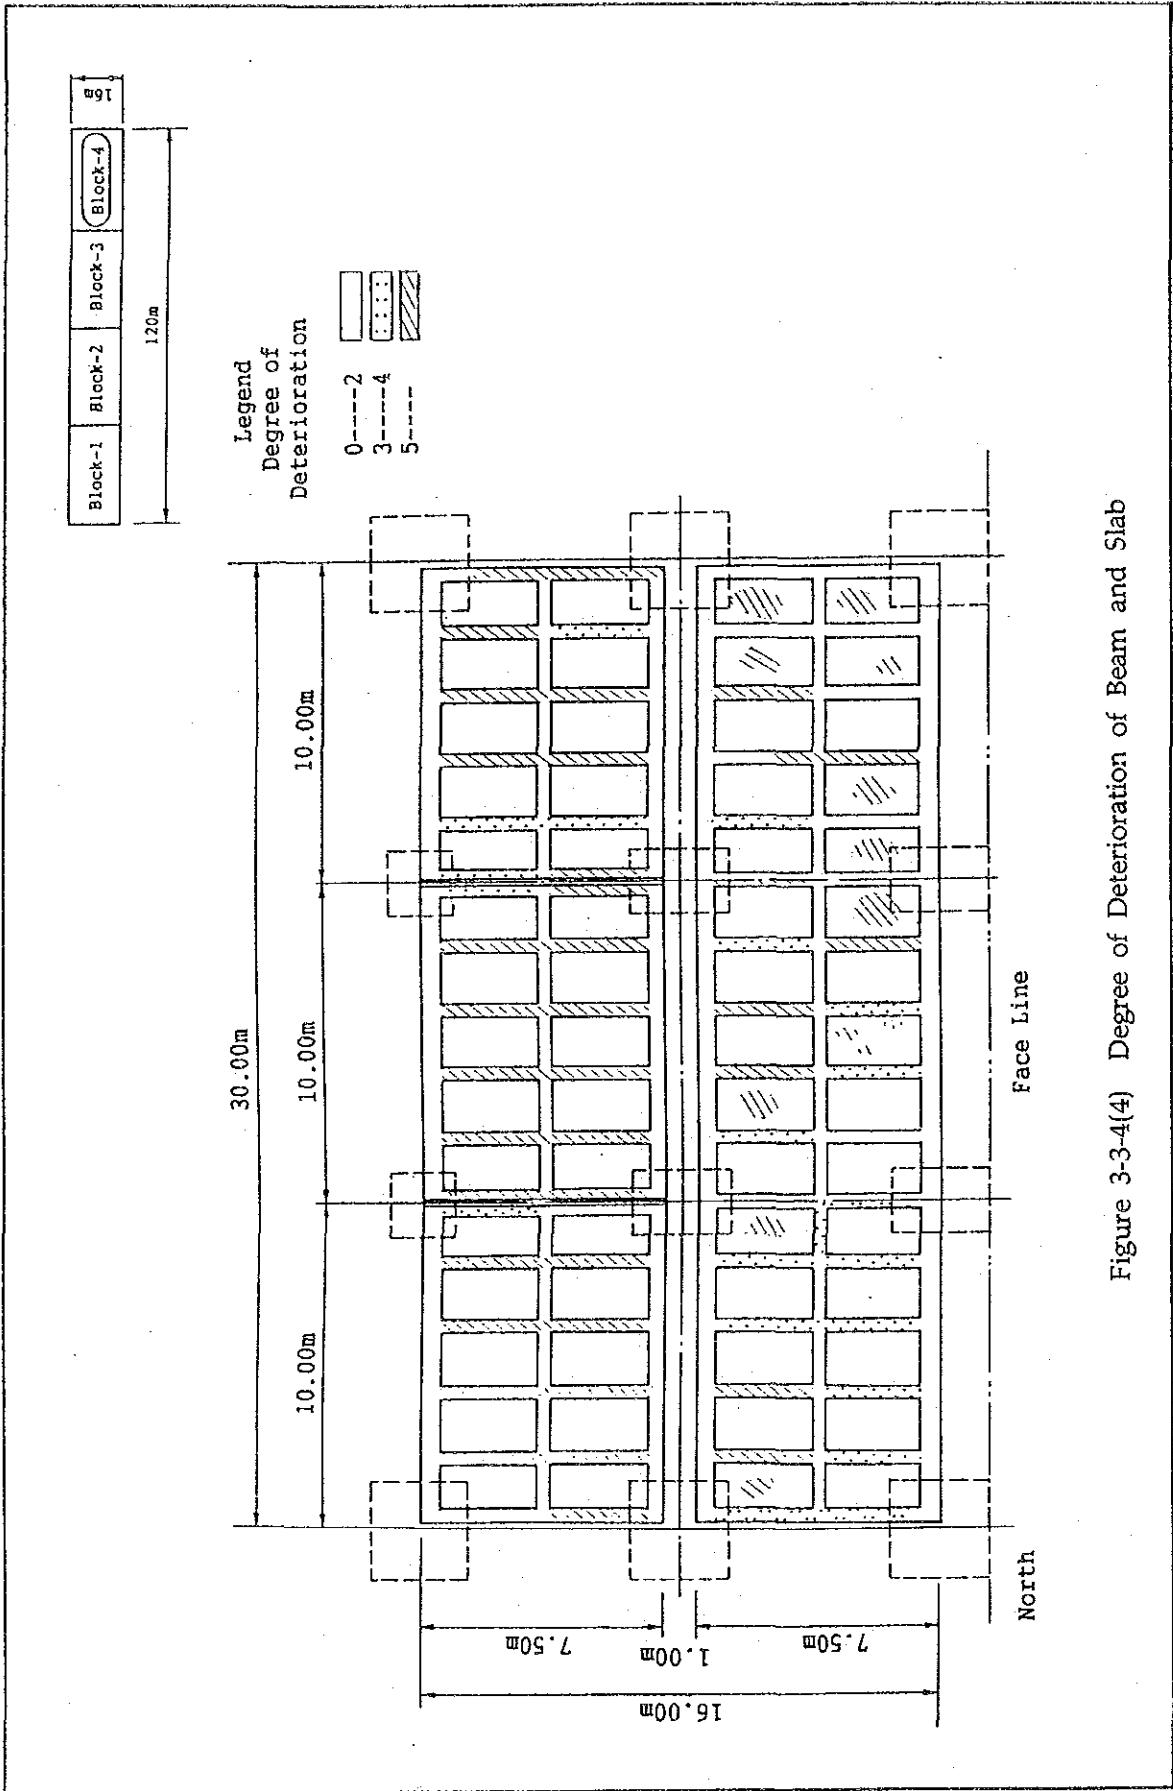 Block-1
Block-2
Block-3
Block-4
16m
120m
Legend
Degree of
Deterioration
0----2
3----4
5----
30.00m
10.00m
10.00m
10.00m
7.50m
1.00m
7.50m
16.00m
North
Face Line
Figure 3-3-4(4) Degree of Deterioration of Beam and Slab